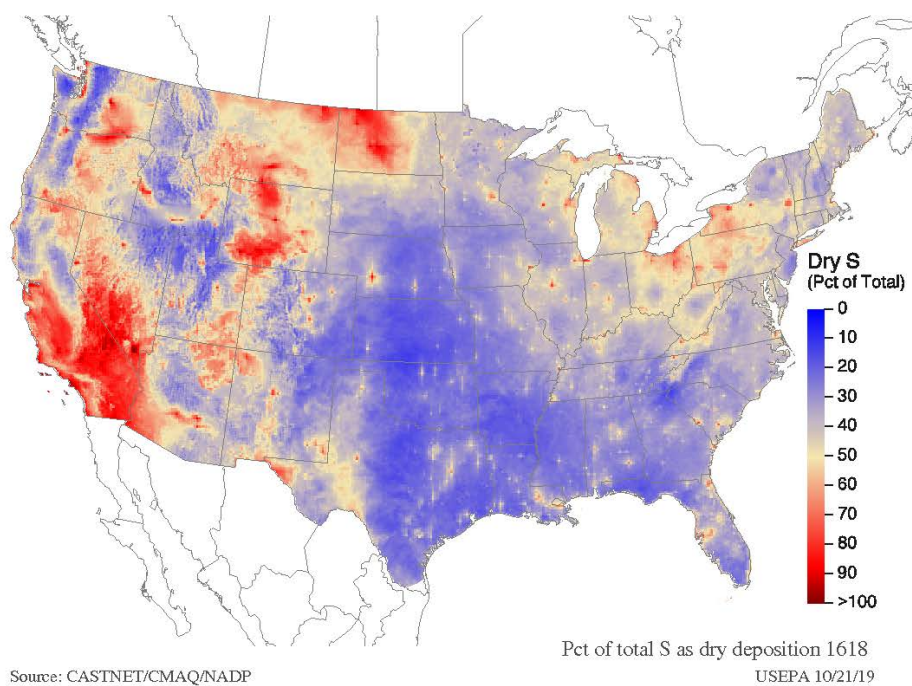 Dry S
(Pct of Total)
0
10
20
30
40
50
60
70
80
90
>100
Pct of total S as dry deposition 1618
Source: CASTNET/CMAQ/NADP
USEPA 10/21/19